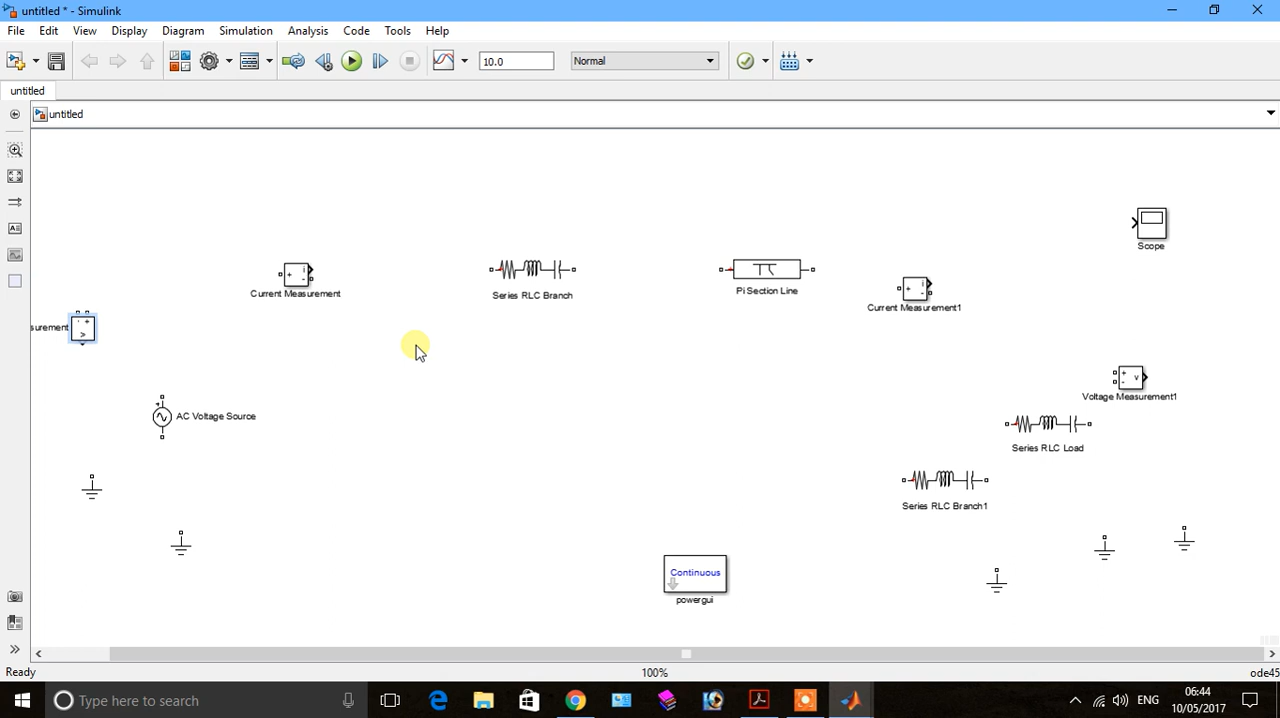 untitled * - Simulink
File Edit View Display Diagram Simulation Analysis Code Tools Help
10.0 Normal
untitled
untitled
Scope
Current Measurement
Series RLC Branch
Pi Section Line
Current Measurement1
surement
Voltage Measurement1
AC Voltage Source
Series RLC Load
Series RLC Branch1
Continuous
powergui
Ready 100% ode45
Type here to search ENG 06:44
10/05/2017